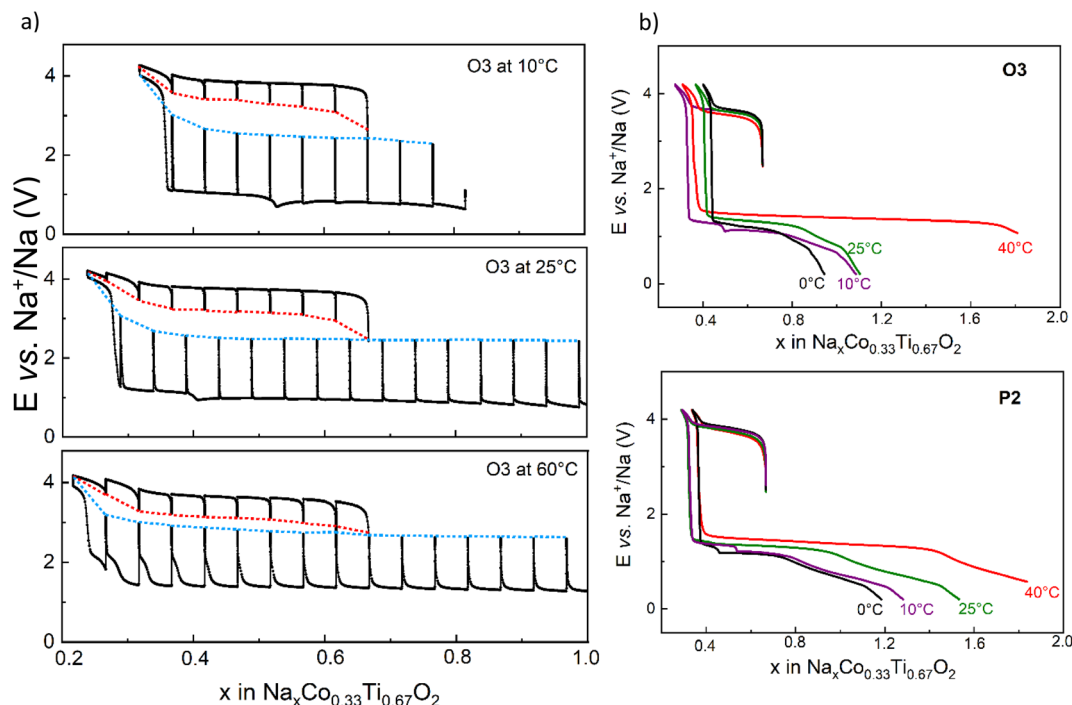 a)
O3 at 10°C
4
2
0
O3 at 25°C
4
2
0
O3 at 60°C
4
2
0
0.2 0.4 0.6 0.8 1.0
E vs. Na⁺/Na (V)
x in Na₍ₓ₎Co₀.₃₃Ti₀.₆₇O₂
b)
O3
4
2
0
40°C
25°C
0°C
10°C
0.4 0.8 1.2 1.6 2.0
E vs. Na⁺/Na (V)
x in NaₓCo₀.₃₃Ti₀.₆₇O₂
P2
4
2
0
40°C
25°C
10°C
0°C
0.4 0.8 1.2 1.6 2.0
E vs. Na⁺/Na (V)
x in NaₓCo₀.₃₃Ti₀.₆₇O₂